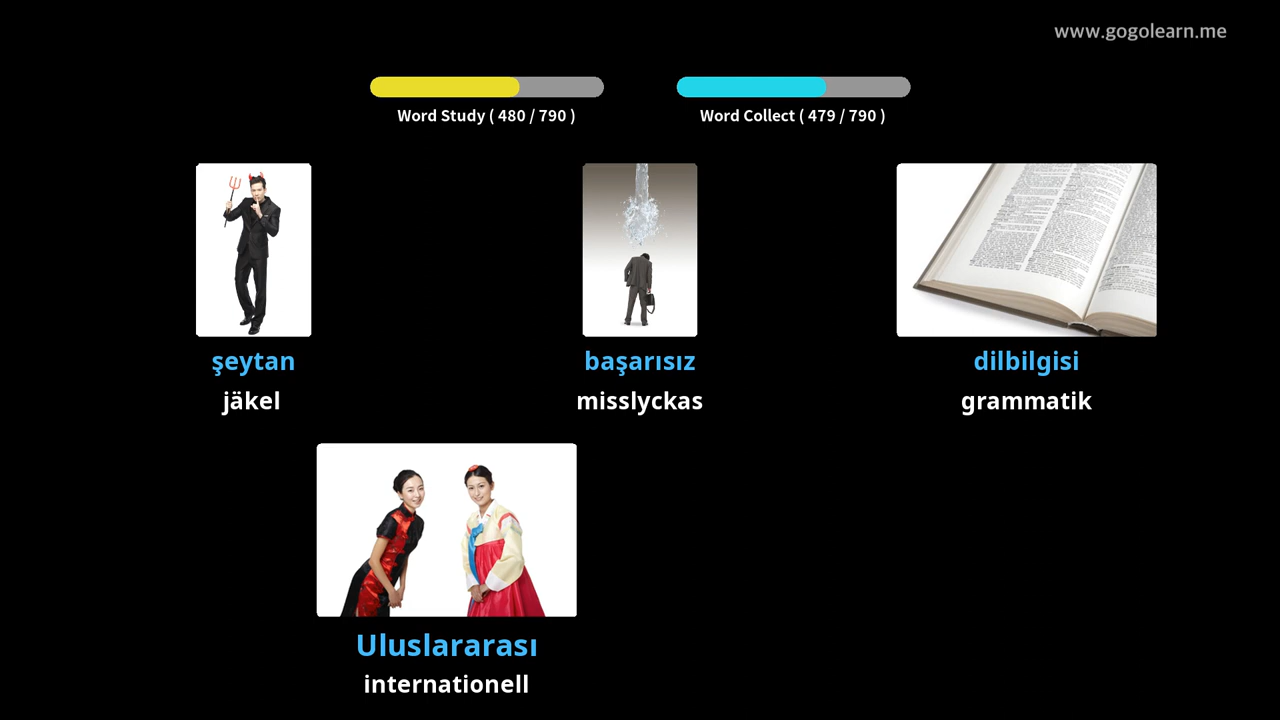 www.gogolearn.me
Word Study ( 480 / 790 )
Word Collect ( 479 / 790 )
şeytan
başarısız
dilbilgisi
jäkel
misslyckas
grammatik
Uluslararası
internationell